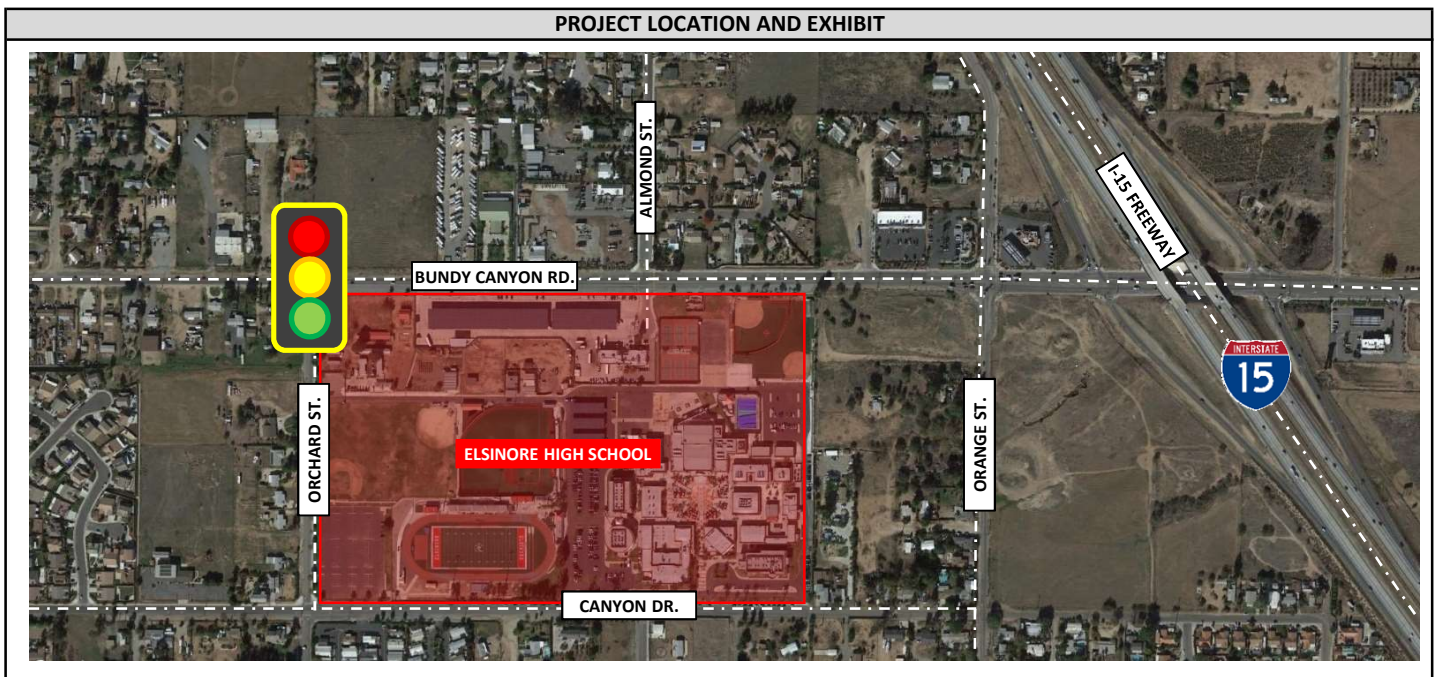 PROJECT LOCATION AND EXHIBIT
ALMOND ST.
I-15 FREEWAY
BUNDY CANYON RD.
INTERSTATE
15
ORCHARD ST.
ELSINORE HIGH SCHOOL
ORANGE ST.
CANYON DR.